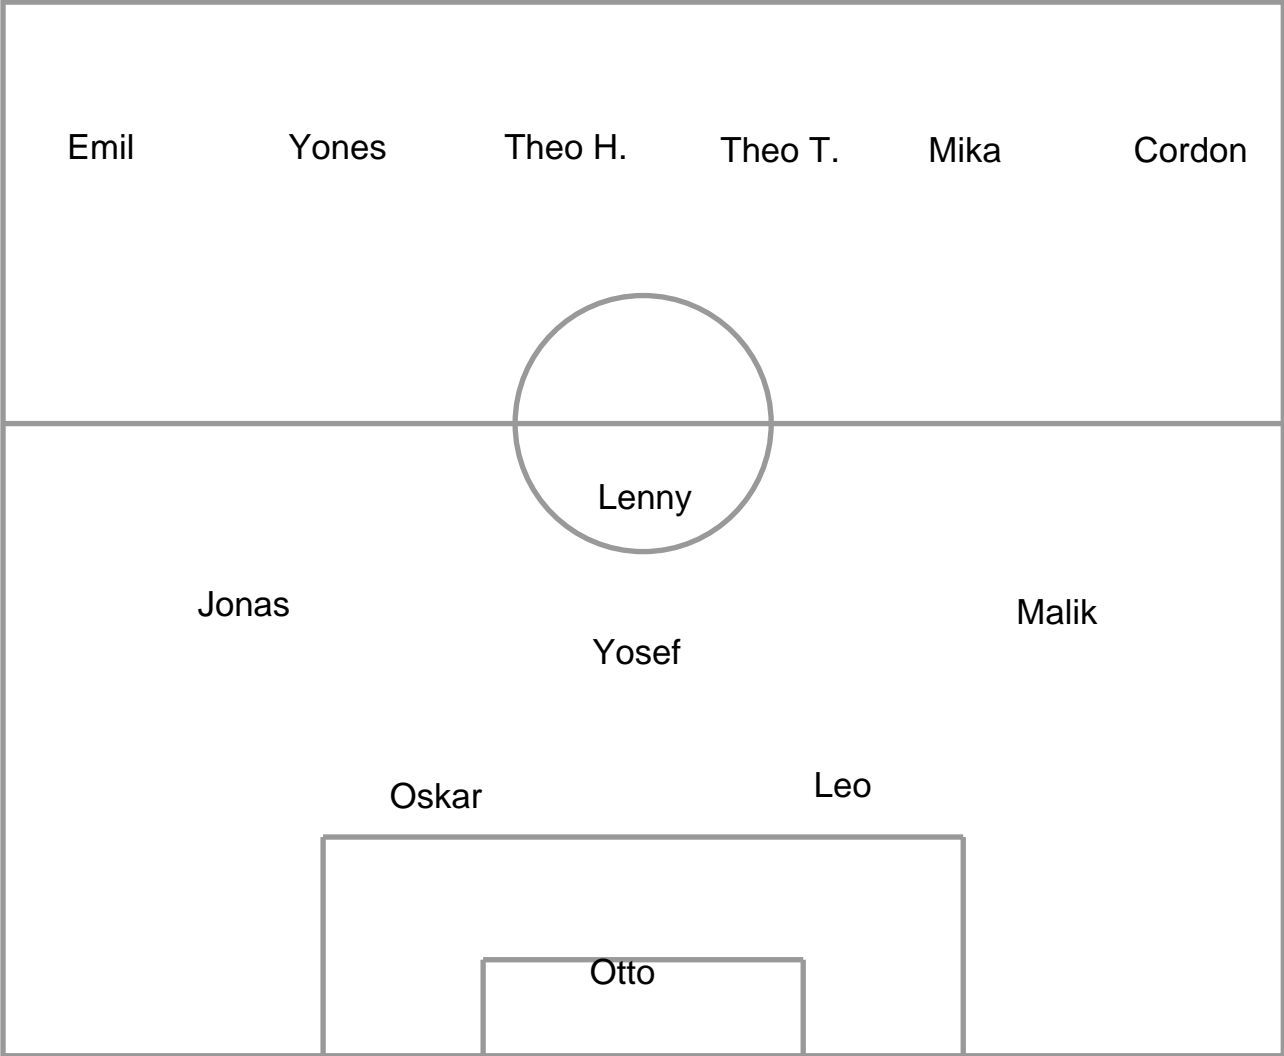 Emil Yones Theo H. Theo T. Mika Cordon
Lenny
Jonas Malik
Yosef
Oskar Leo
Otto